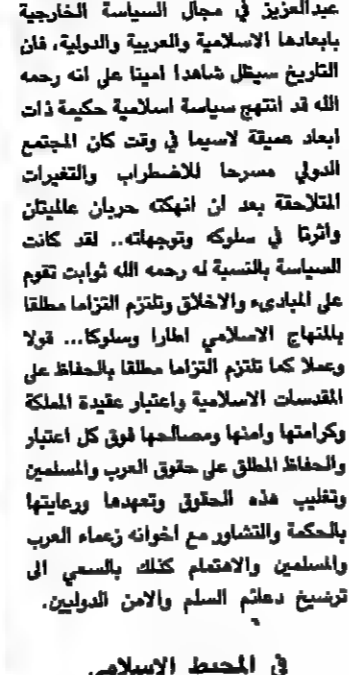 عبدالعزيز في مجال السياسة الخارجية
بابعادها الاسلامية والعربية والدولية، فان
التاريخ سيظل شاهدا امينا على انه رحمه
الله قد انتهج سياسة اسلامية حكيمة ذات
ابعاد عميقة لاسيما في وقت كان المجتمع
الدولي مسرحا للاضطراب والتغيرات
المتلاحقة بعد ان انهكته حربان عالميتان
واثرتا في سلوكه وتوجهاته.. لقد كانت
السياسة بالنسبة له رحمه الله ثوابت تقوم
على المبادىء والاخلاق وتلتزم التزاما مطلقا
بالمنهاج الاسلامي اطارا وسلوكا... قولا
وعملا كما تلتزم التزاما مطلقا بالحفاظ على
المقدسات الاسلامية واعتبار عقيدة المملكة
وكرامتها وامنها ومصالحها فوق كل اعتبار
والحفاظ المطلق على حقوق العرب والمسلمين
وتغليب هذه الحقوق وتعهدها ورعايتها
بالحكمة والتشاور مع اخوانه زعماء العرب
والمسلمين والاهتمام كذلك بالسعي الى
ترسيخ دعائم السلم والامن الدوليين.
في المحيط الاسلامي